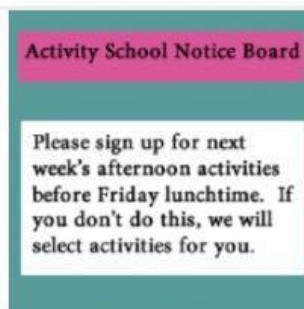 Activity School Notice Board
Please sign up for next
week's afternoon activities
before Friday lunchtime.  If
you don't do this, we will
select activities for you.